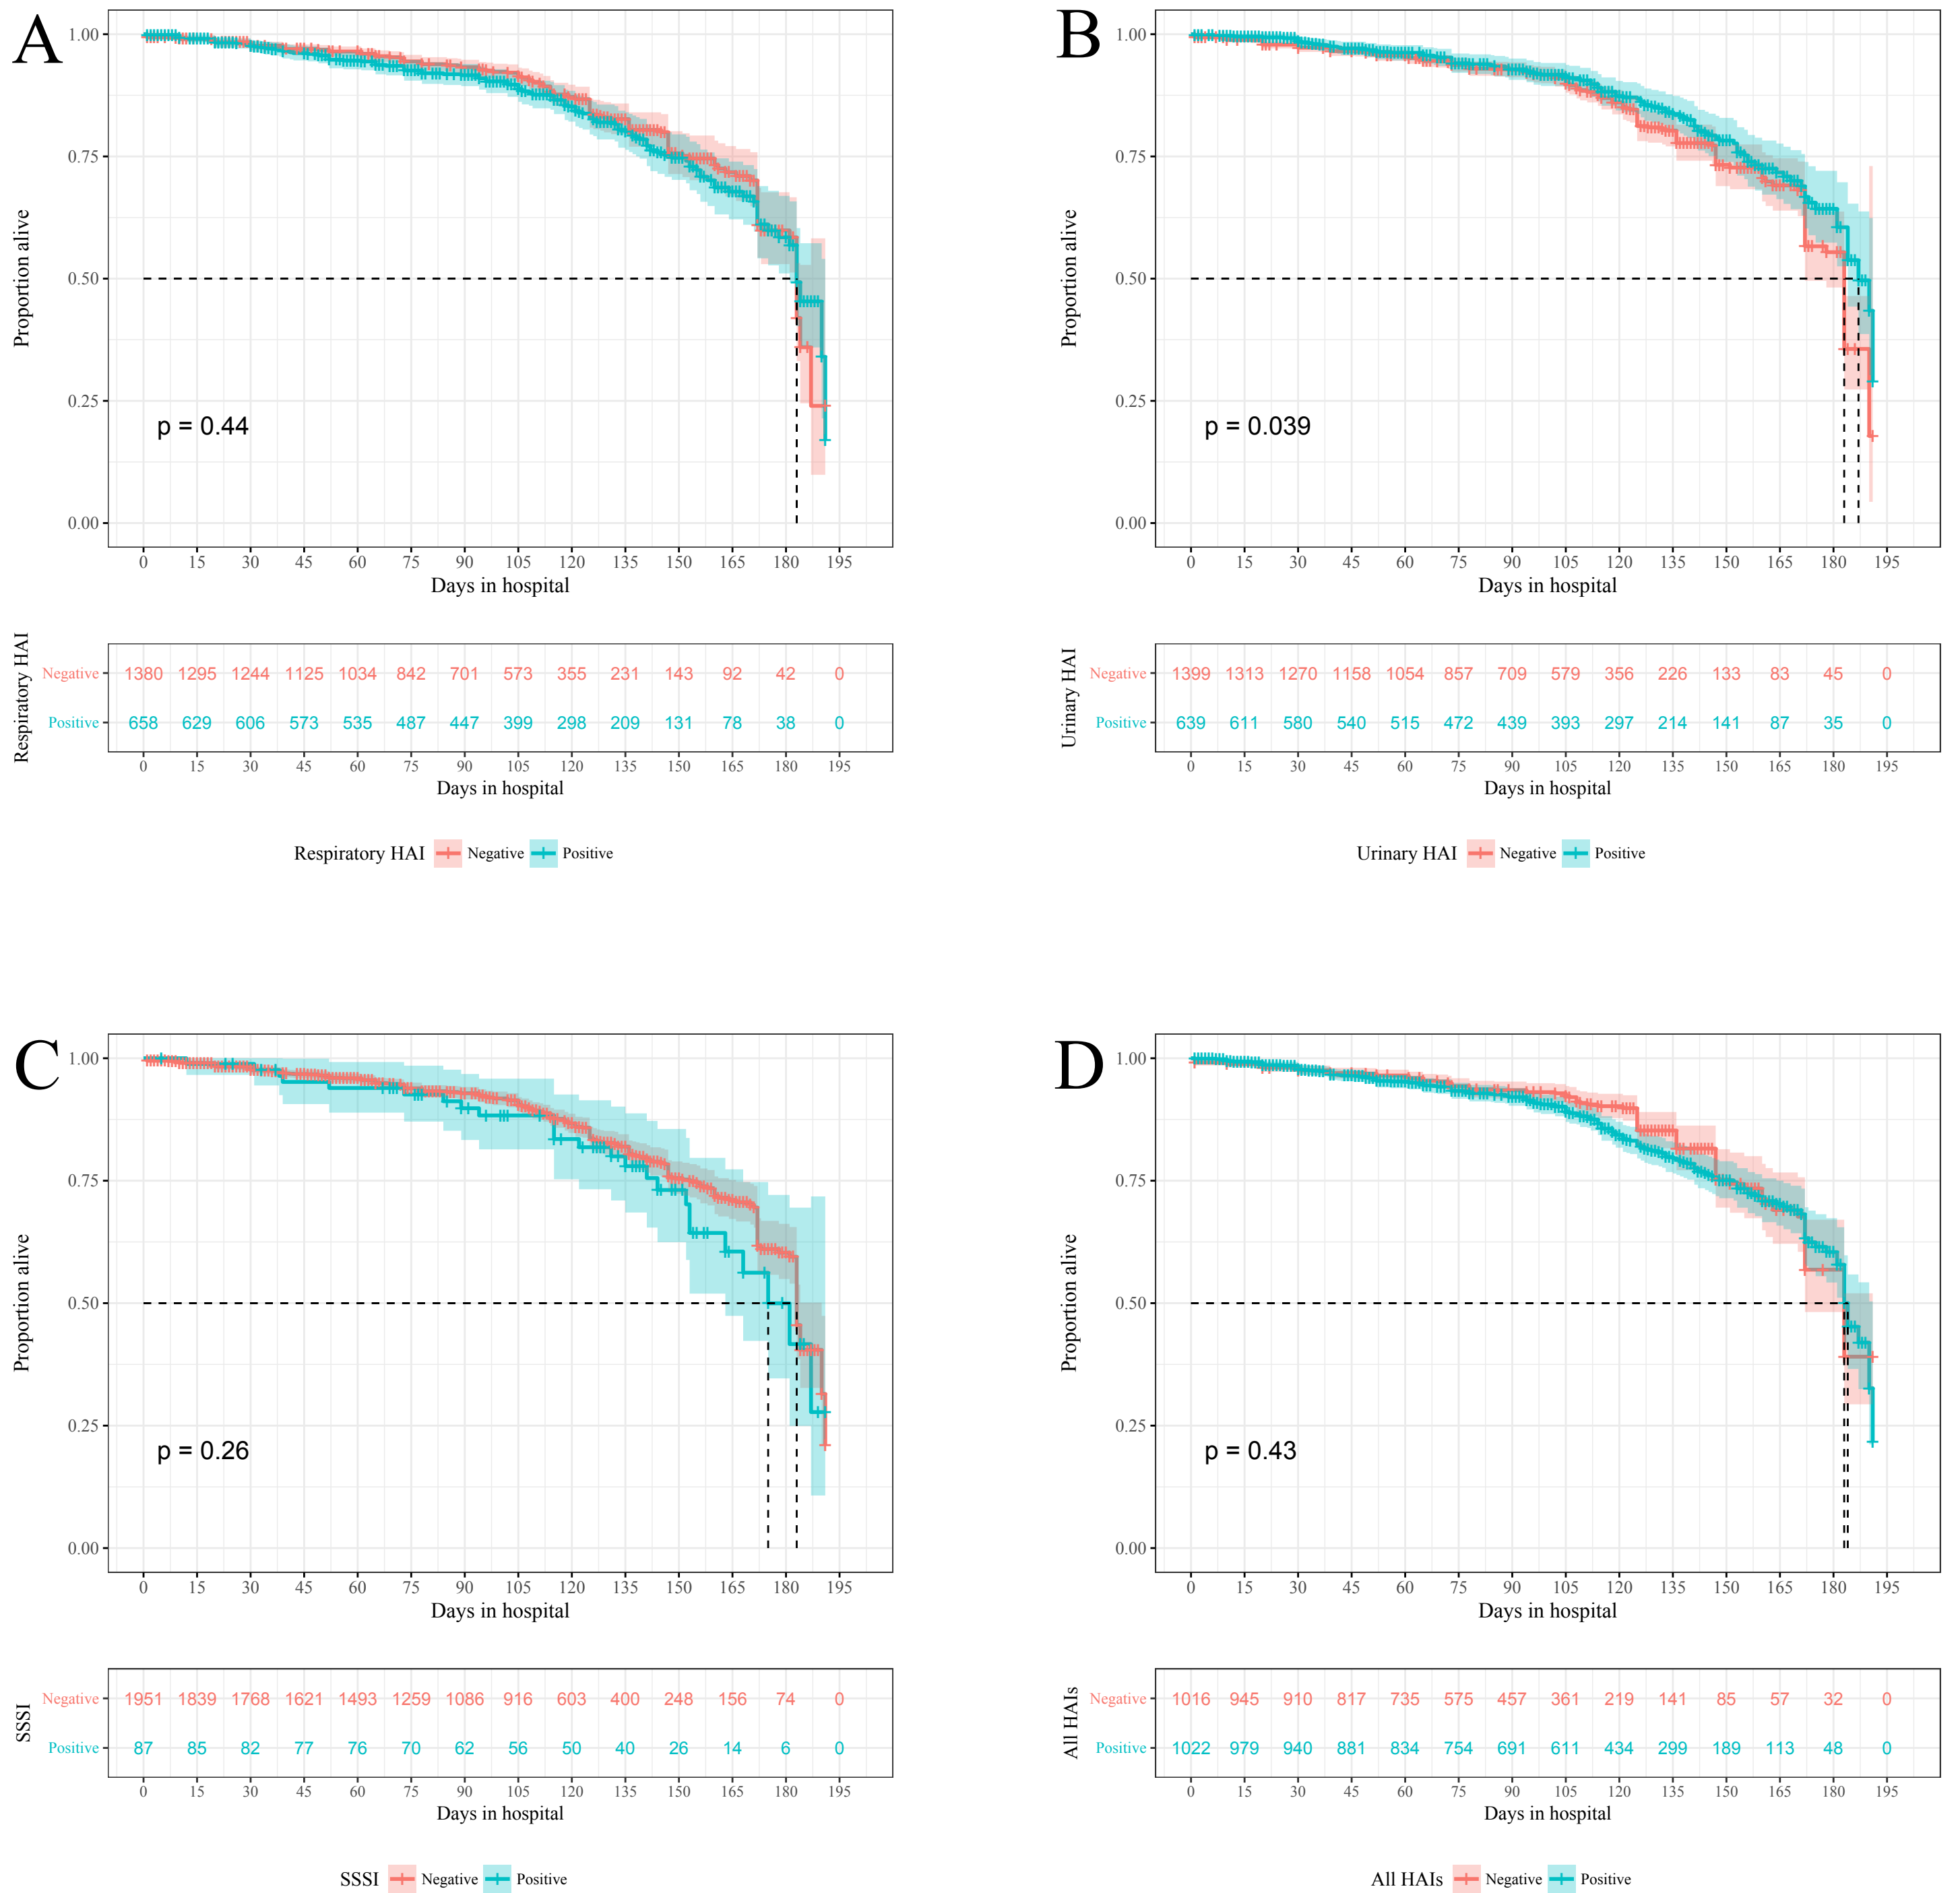 A
Proportion alive
1.00
0.75
0.50
0.25
0.00
p = 0.44
0 15 30 45 60 75 90 105 120 135 150 165 180 195
Days in hospital
Respiratory HAI
Negative 1380 1295 1244 1125 1034 842 701 573 355 231 143 92 42 0
Positive 658 629 606 573 535 487 447 399 298 209 131 78 38 0
0 15 30 45 60 75 90 105 120 135 150 165 180 195
Days in hospital
Respiratory HAI Negative Positive
B
Proportion alive
1.00
0.75
0.50
0.25
0.00
p = 0.039
0 15 30 45 60 75 90 105 120 135 150 165 180 195
Days in hospital
Urinary HAI
Negative 1399 1313 1270 1158 1054 857 709 579 356 226 133 83 45 0
Positive 639 611 580 540 515 472 439 393 297 214 141 87 35 0
0 15 30 45 60 75 90 105 120 135 150 165 180 195
Days in hospital
Urinary HAI Negative Positive
C
Proportion alive
1.00
0.75
0.50
0.25
0.00
p = 0.26
0 15 30 45 60 75 90 105 120 135 150 165 180 195
Days in hospital
SSSI
Negative 1951 1839 1768 1621 1493 1259 1086 916 603 400 248 156 74 0
Positive 87 85 82 77 76 70 62 56 50 40 26 14 6 0
0 15 30 45 60 75 90 105 120 135 150 165 180 195
Days in hospital
SSSI Negative Positive
D
Proportion alive
1.00
0.75
0.50
0.25
0.00
p = 0.43
0 15 30 45 60 75 90 105 120 135 150 165 180 195
Days in hospital
All HAIs
Negative 1016 945 910 817 735 575 457 361 219 141 85 57 32 0
Positive 1022 979 940 881 834 754 691 611 434 299 189 113 48 0
0 15 30 45 60 75 90 105 120 135 150 165 180 195
Days in hospital
All HAIs Negative Positive